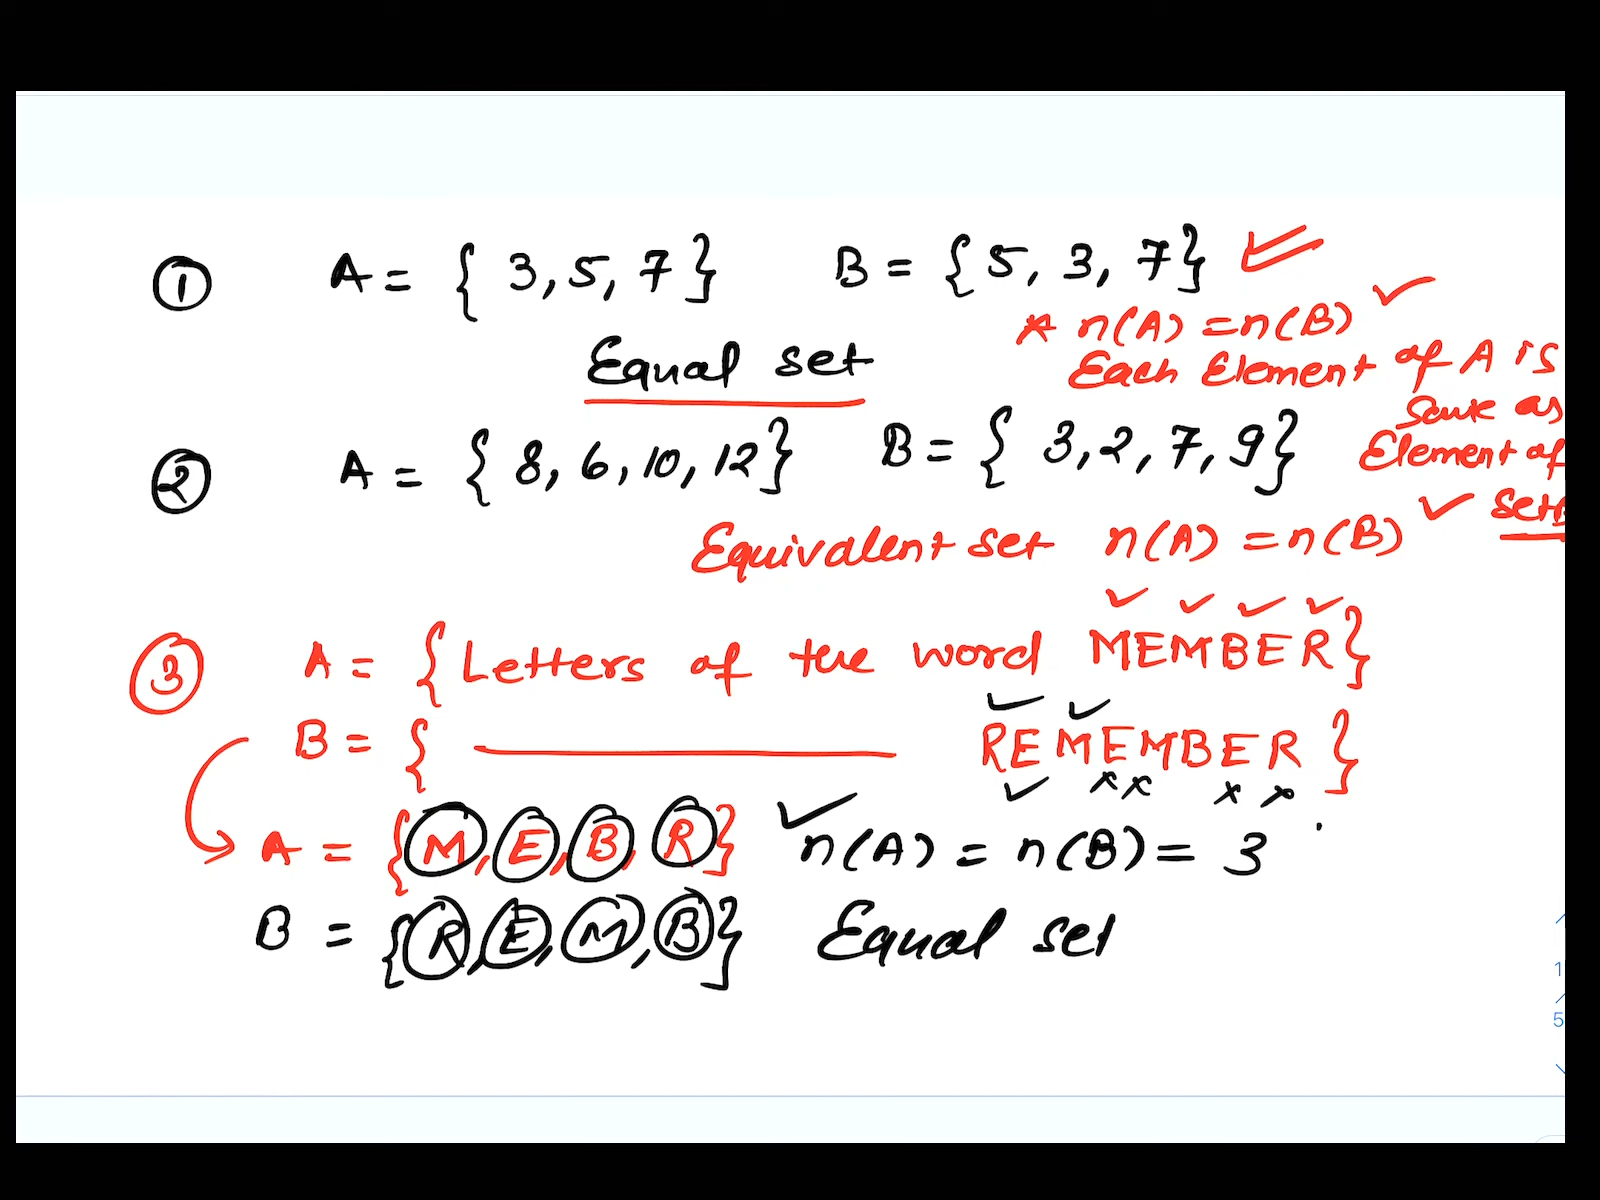 ① A = { 3, 5, 7 } B = { 5, 3, 7 }
* n(A) = n(B)
Equal set
Each Element of A is
same as
② A = { 8, 6, 10, 12 } B = { 3, 2, 7, 9 }
Element of
Set B
Equivalent set n(A) = n(B)
③ A = { Letters of the word MEMBER }
B = { ———— REMEMBER }
A = { M, E, B, R } n(A) = n(B) = 3
B = { R, E, M, B } Equal set
1
5